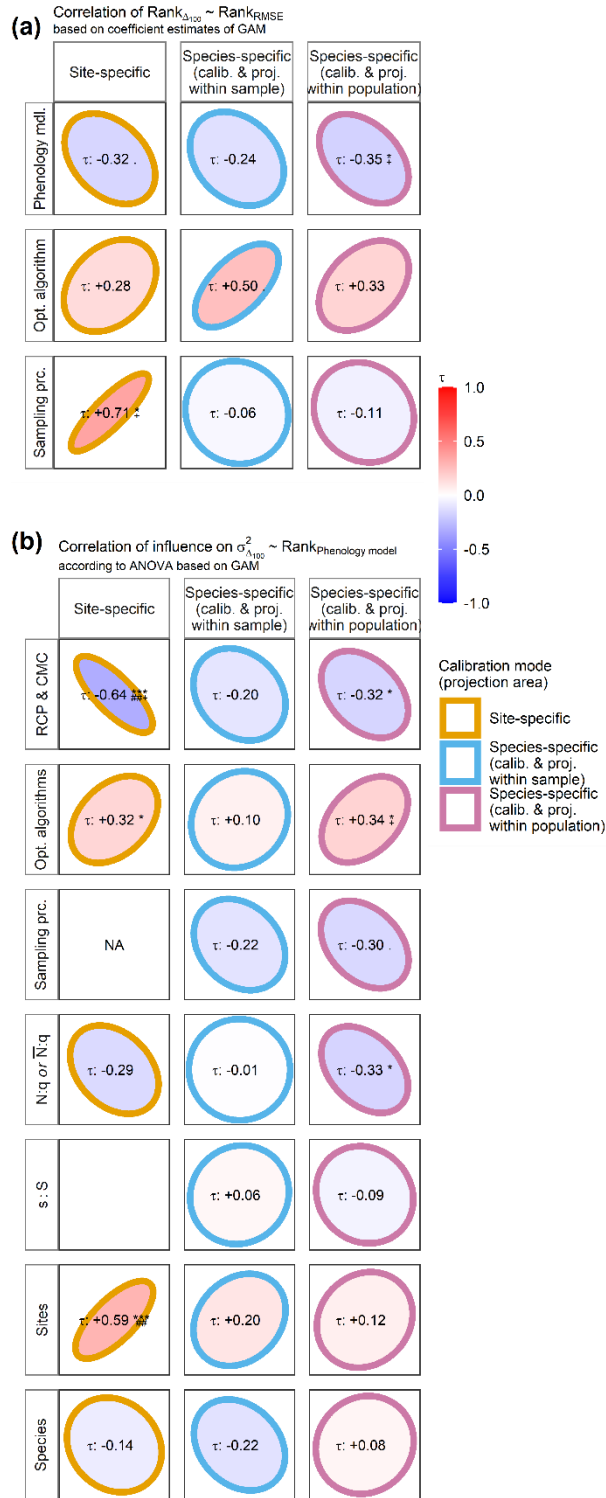 (a)
Correlation of Rank Δ100 ~ Rank RMSE
based on coefficient estimates of GAM
Site-specific
Species-specific
(calib. & proj.
within sample)
Species-specific
(calib. & proj.
within population)
Phenology mdl.
τ: -0.32 .
τ: -0.24
τ: -0.35 ‡
Opt. algorithm
τ: +0.28
τ: +0.50 .
τ: +0.33
Sampling prc.
τ: +0.71 *‡
τ: -0.06
τ: -0.11
τ
1.0
0.5
0.0
-0.5
-1.0
(b)
Correlation of influence on σ²Δ100 ~ Rank Phenology model
according to ANOVA based on GAM
Site-specific
Species-specific
(calib. & proj.
within sample)
Species-specific
(calib. & proj.
within population)
RCP & CMC
τ: -0.64 ***
τ: -0.20
τ: -0.32 *
Opt. algorithms
τ: +0.32 *
τ: +0.10
τ: +0.34 ‡
Sampling prc.
NA
τ: -0.22
τ: -0.30 .
N:q or N̅:q
τ: -0.29
τ: -0.01
τ: -0.33 *
s : S
τ: +0.06
τ: -0.09
Sites
τ: +0.59 ***
τ: +0.20
τ: +0.12
Species
τ: -0.14
τ: -0.22
τ: +0.08
Calibration mode
(projection area)
Site-specific
Species-specific
(calib. & proj.
within sample)
Species-specific
(calib. & proj.
within population)